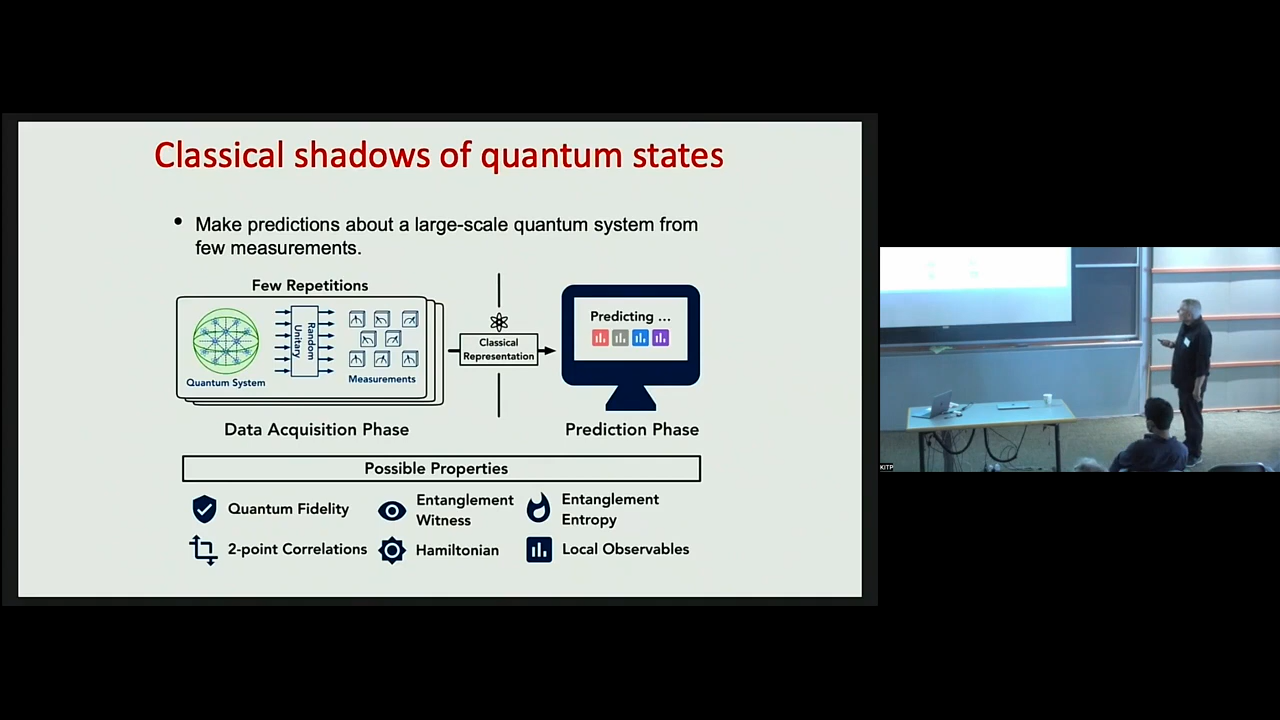 Classical shadows of quantum states
• Make predictions about a large-scale quantum system from
few measurements.
Few Repetitions
Quantum System
Random
Unitary
Measurements
Classical
Representation
Predicting ...
Data Acquisition Phase
Prediction Phase
Possible Properties
Quantum Fidelity
Entanglement
Witness
Entanglement
Entropy
2-point Correlations
Hamiltonian
Local Observables
KITP